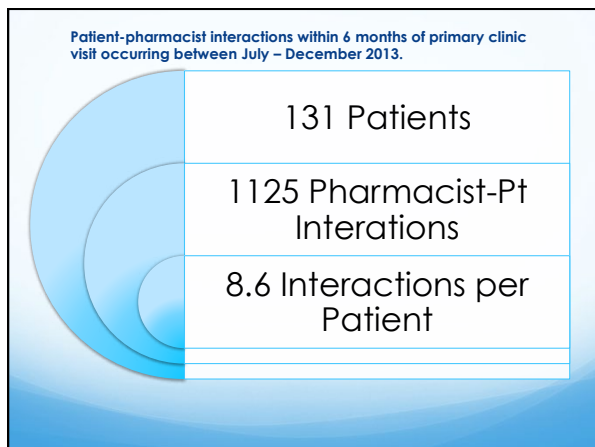 Patient-pharmacist interactions within 6 months of primary clinic
visit occurring between July – December 2013.
131 Patients
1125 Pharmacist-Pt
Interations
8.6 Interactions per
Patient